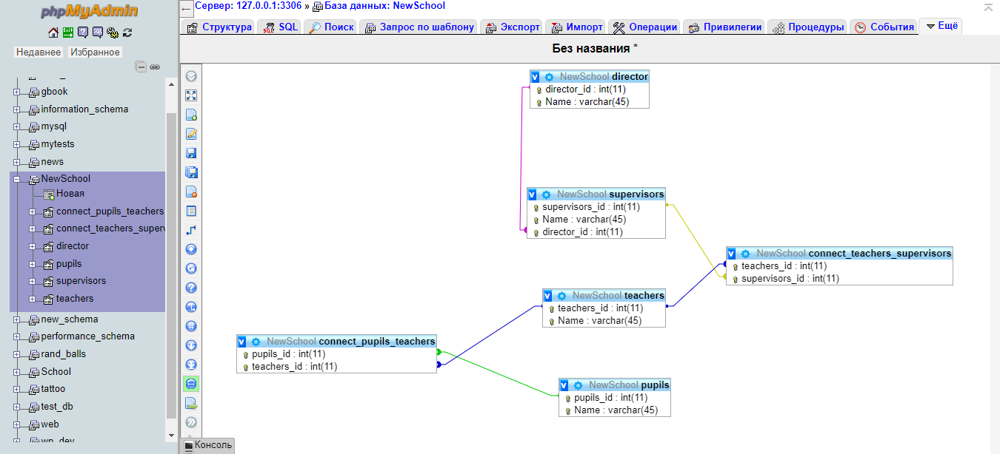 phpMyAdmin
Недавнее Избранное
gbook
information_schema
mysql
mytests
news
NewSchool
Новая
connect_pupils_teachers
connect_teachers_superv
director
pupils
supervisors
teachers
new_schema
performance_schema
rand_balls
School
tattoo
test_db
web
wp_dev
Сервер: 127.0.0.1:3306 » База данных: NewSchool
Структура SQL Поиск Запрос по шаблону Экспорт Импорт Операции Привилегии Процедуры События Ещё
Без названия *
NewSchool director
director_id : int(11)
Name : varchar(45)
NewSchool supervisors
supervisors_id : int(11)
Name : varchar(45)
director_id : int(11)
NewSchool connect_teachers_supervisors
teachers_id : int(11)
supervisors_id : int(11)
NewSchool teachers
teachers_id : int(11)
Name : varchar(45)
NewSchool connect_pupils_teachers
pupils_id : int(11)
teachers_id : int(11)
NewSchool pupils
pupils_id : int(11)
Name : varchar(45)
Консоль